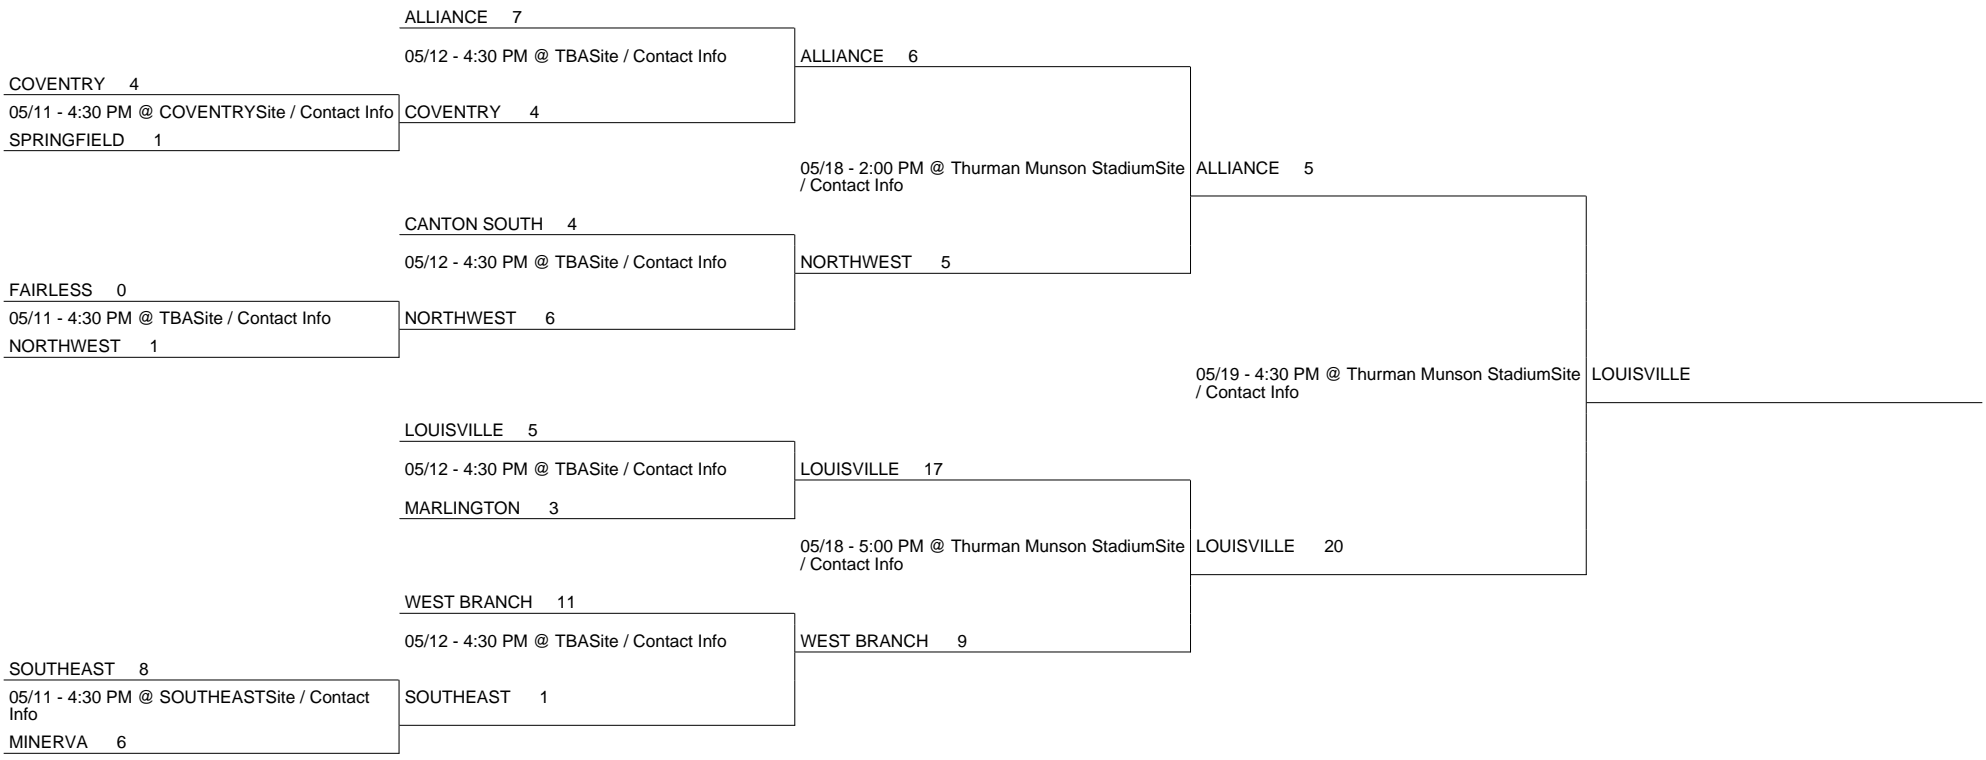 ALLIANCE 7
05/12 - 4:30 PM @ TBASite / Contact Info
ALLIANCE 6
COVENTRY 4
05/11 - 4:30 PM @ COVENTRYSite / Contact Info
COVENTRY 4
SPRINGFIELD 1
05/18 - 2:00 PM @ Thurman Munson StadiumSite
/ Contact Info
ALLIANCE 5
CANTON SOUTH 4
05/12 - 4:30 PM @ TBASite / Contact Info
NORTHWEST 5
FAIRLESS 0
05/11 - 4:30 PM @ TBASite / Contact Info
NORTHWEST 6
NORTHWEST 1
05/19 - 4:30 PM @ Thurman Munson StadiumSite
/ Contact Info
LOUISVILLE
LOUISVILLE 5
05/12 - 4:30 PM @ TBASite / Contact Info
LOUISVILLE 17
MARLINGTON 3
05/18 - 5:00 PM @ Thurman Munson StadiumSite
/ Contact Info
LOUISVILLE 20
WEST BRANCH 11
05/12 - 4:30 PM @ TBASite / Contact Info
WEST BRANCH 9
SOUTHEAST 8
05/11 - 4:30 PM @ SOUTHEASTSite / Contact
Info
SOUTHEAST 1
MINERVA 6